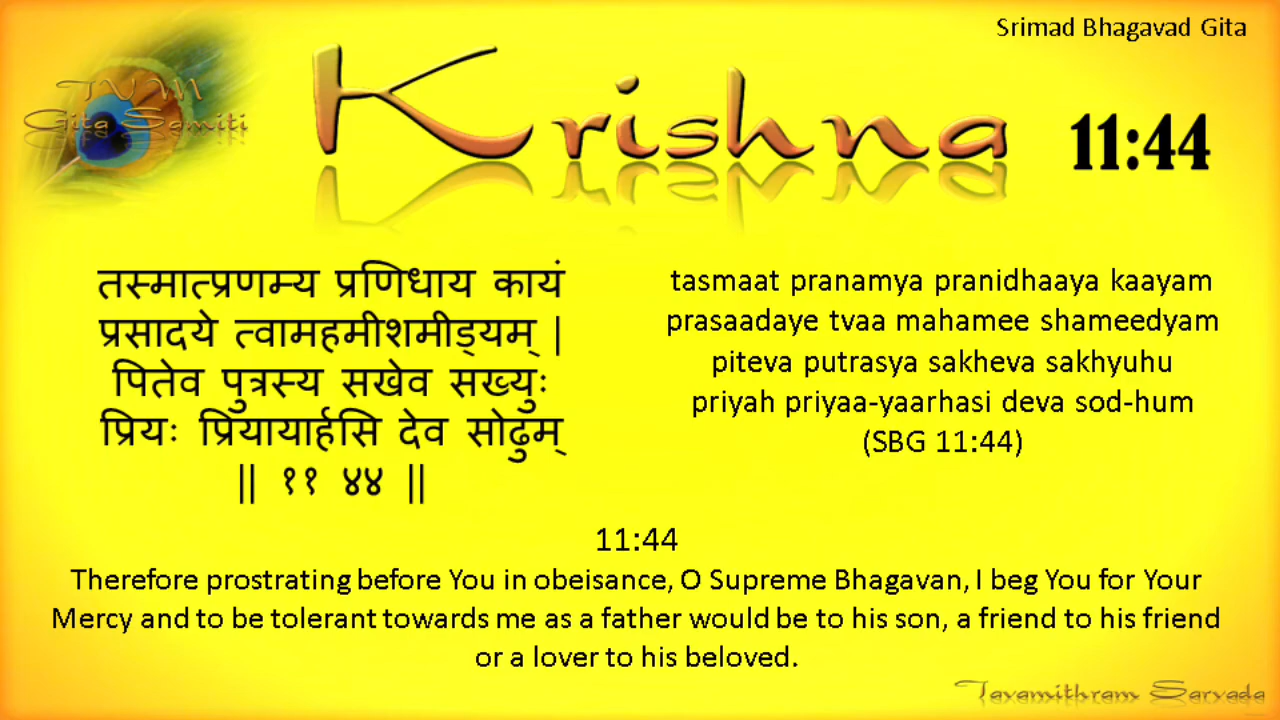 Srimad Bhagavad Gita
TVM
Gita Samiti
Krishna
11:44
तस्मात्प्रणम्य प्रणिधाय कायं
प्रसादये त्वामहमीशमीड्यम् |
पितेव पुत्रस्य सखेव सख्युः
प्रियः प्रियायार्हसि देव सोढुम्
|| ११ ४४ ||
tasmaat pranamya pranidhaaya kaayam
prasaadaye tvaa mahamee shameedyam
piteva putrasya sakheva sakhyuhu
priyah priyaa-yaarhasi deva sod-hum
(SBG 11:44)
11:44
Therefore prostrating before You in obeisance, O Supreme Bhagavan, I beg You for Your
Mercy and to be tolerant towards me as a father would be to his son, a friend to his friend
or a lover to his beloved.
Tavamithram Sarvada